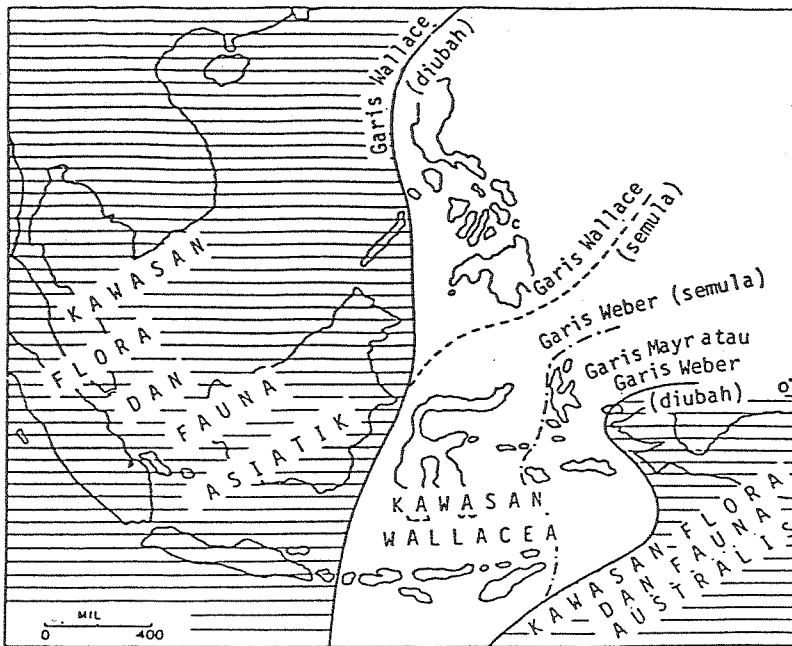 Garis Wallace
(diubah)
Garis Wallace
(semula)
Garis Weber (semula)
Garis Mayr atau
Garis Weber
(diubah)
KAWASAN
FLORA
DAN
FAUNA
ASIATIK
KAWASAN
WALLACEA
KAWASAN FLORA
DAN FAUNA
AUSTRALIS
MIL
0 400